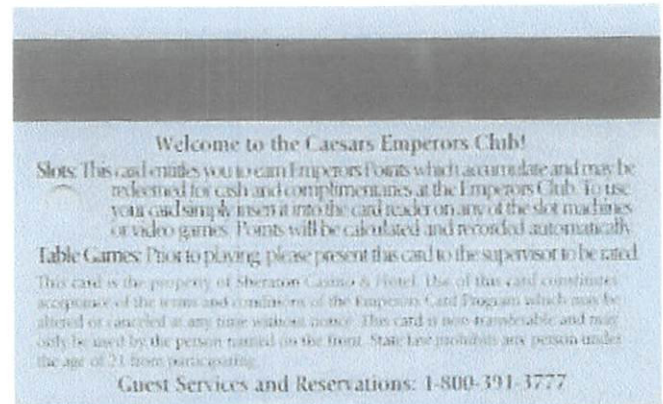 Welcome to the Caesars Emperors Club!
Slots: This card entitles you to earn Emperors Points which accumulate and may be
redeemed for cash and complimentaries at the Emperors Club. To use
your card simply insert it into the card reader on any of the slot machines
or video games. Points will be calculated and recorded automatically.
Table Games: Prior to playing, please present this card to the supervisor to be rated.
This card is the property of Sheraton Casino & Hotel. Use of this card constitutes
acceptance of the terms and conditions of the Emperors Card Program which may be
altered or canceled at any time without notice. This card is non-transferable and may
only be used by the person named on the front. State law prohibits any person under
the age of 21 from participating.
Guest Services and Reservations: 1-800-391-3777